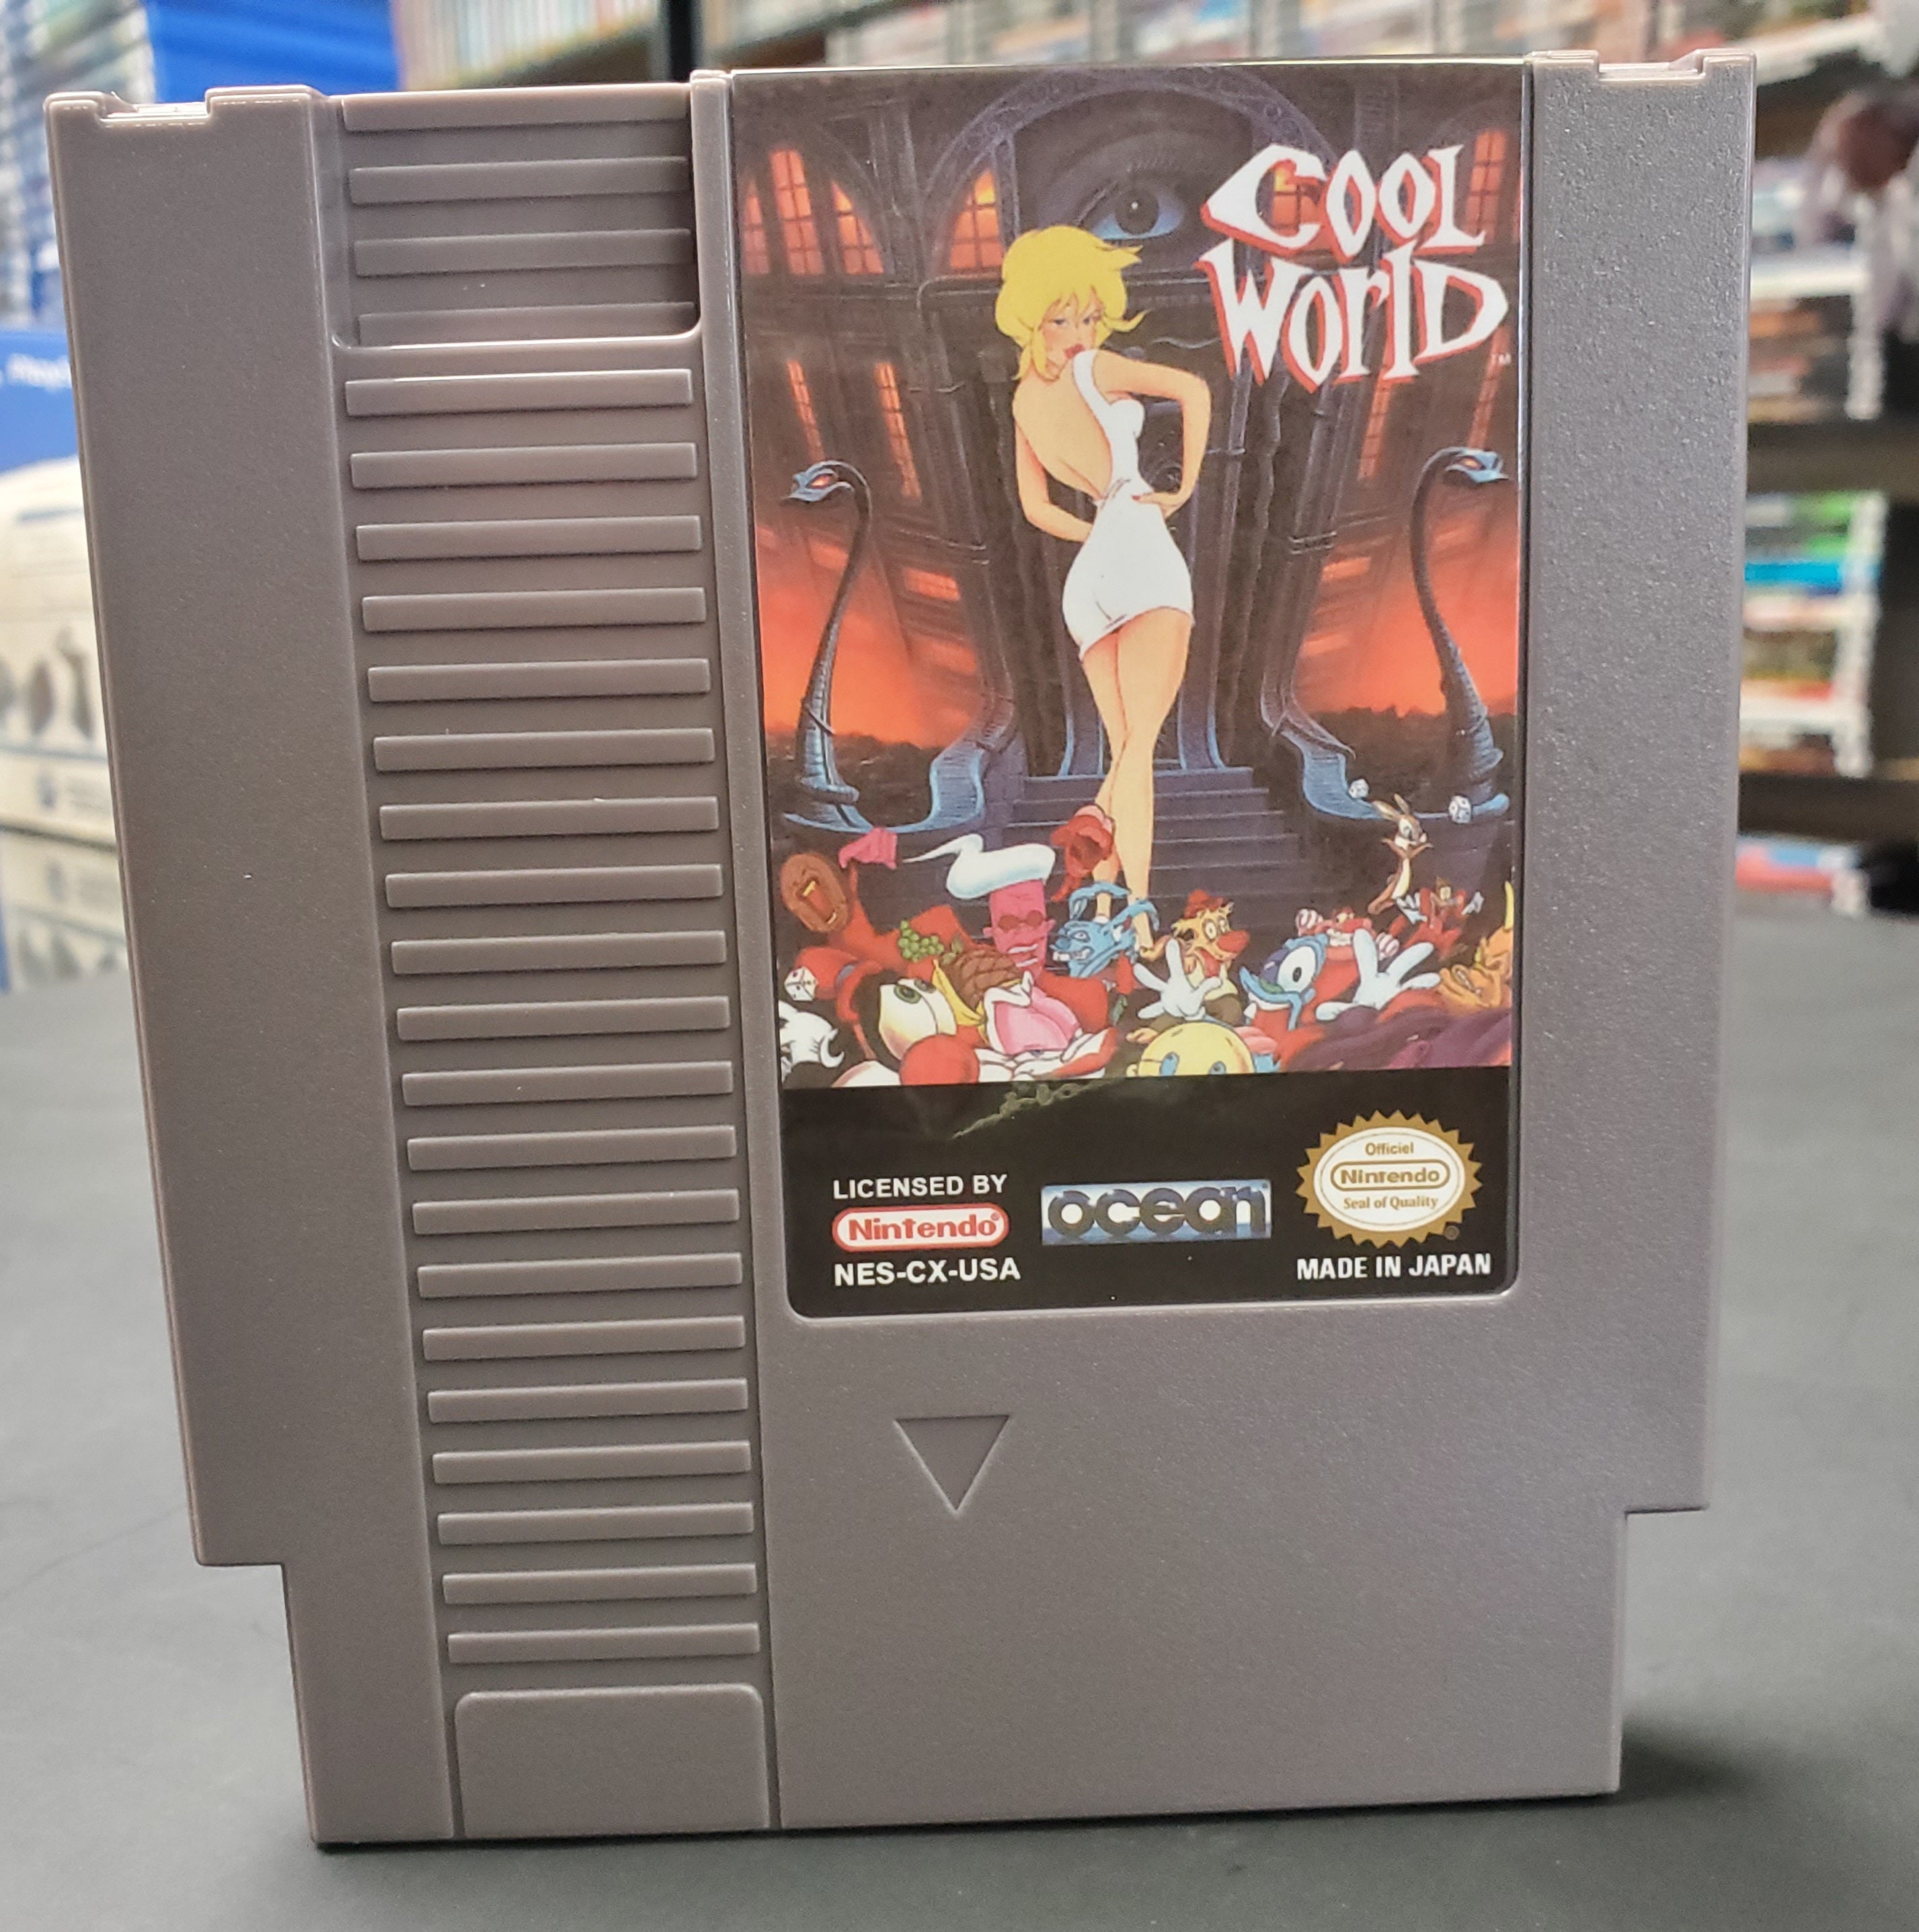 COOL
WORLD
TM
LICENSED BY
Nintendo®
NES-CX-USA
ocean
Officiel
Nintendo
Seal of Quality
®
MADE IN JAPAN